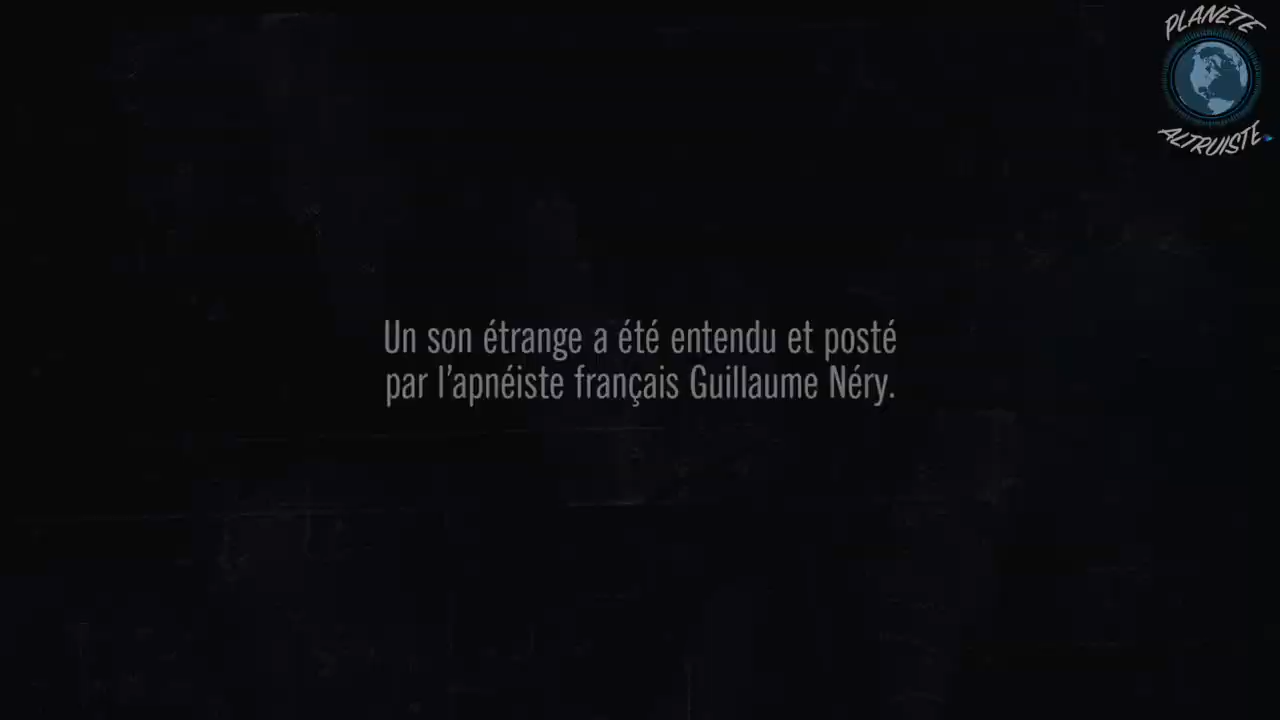 PLANÈTE
ALTRUISTE
Un son étrange a été entendu et posté
par l'apnéiste français Guillaume Néry.